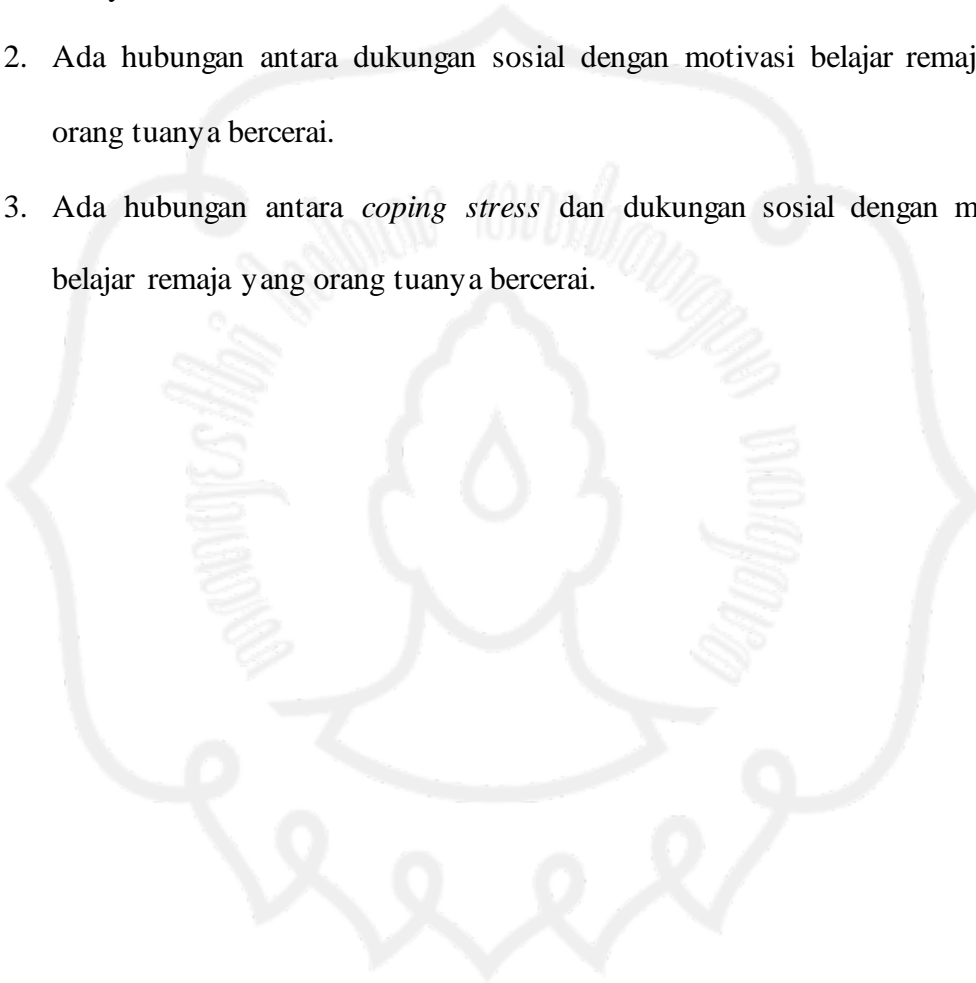 2. Ada hubungan antara dukungan sosial dengan motivasi belajar remaj
orang tuanya bercerai.
3. Ada hubungan antara coping stress dan dukungan sosial dengan m
belajar remaja yang orang tuanya bercerai.